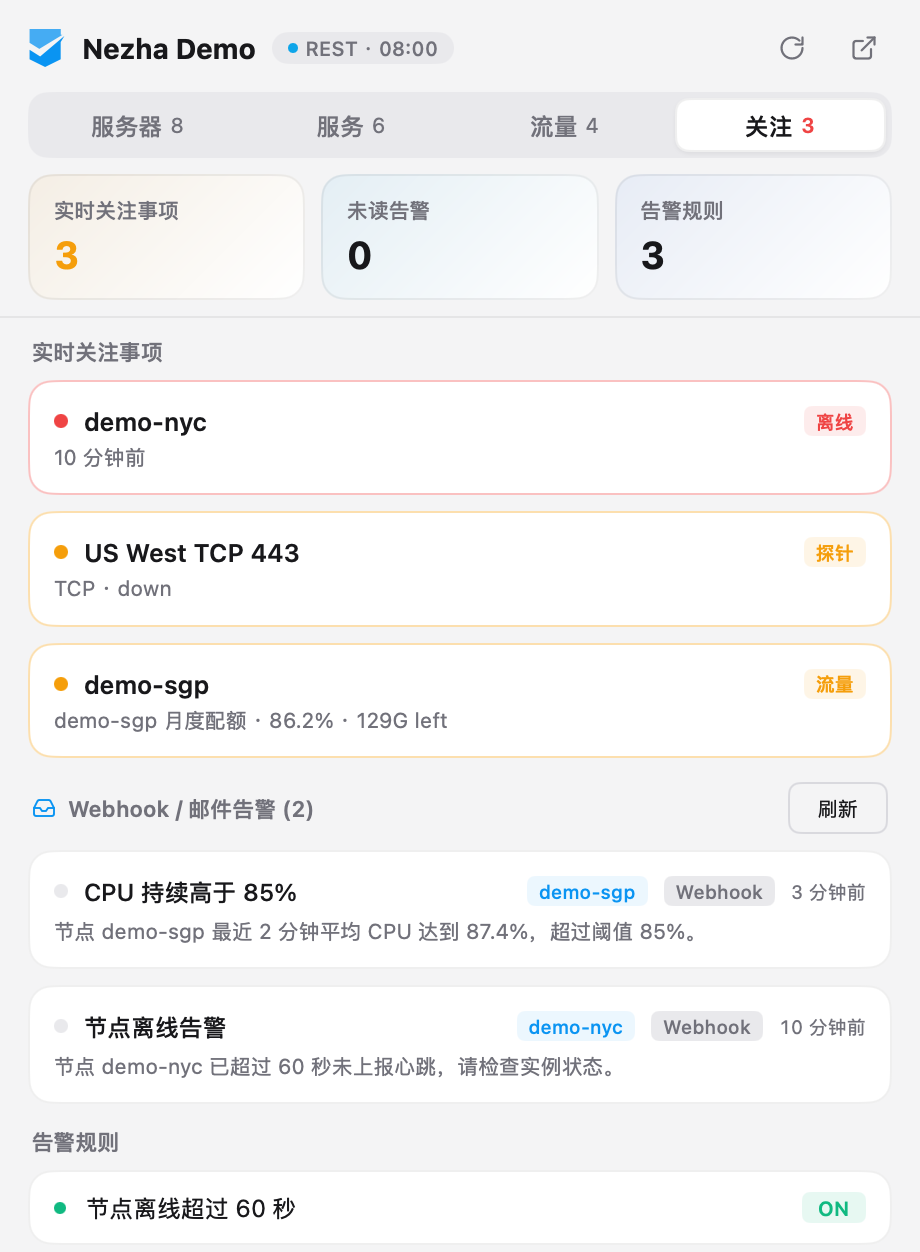 Nezha Demo REST · 08:00
服务器 8 服务 6 流量 4 关注 3
实时关注事项 未读告警 告警规则
3 0 3
实时关注事项
demo-nyc 离线
10 分钟前
US West TCP 443 探针
TCP · down
demo-sgp 流量
demo-sgp 月度配额 · 86.2% · 129G left
Webhook / 邮件告警 (2) 刷新
CPU 持续高于 85% demo-sgp Webhook 3 分钟前
节点 demo-sgp 最近 2 分钟平均 CPU 达到 87.4%，超过阈值 85%。
节点离线告警 demo-nyc Webhook 10 分钟前
节点 demo-nyc 已超过 60 秒未上报心跳，请检查实例状态。
告警规则
节点离线超过 60 秒 ON